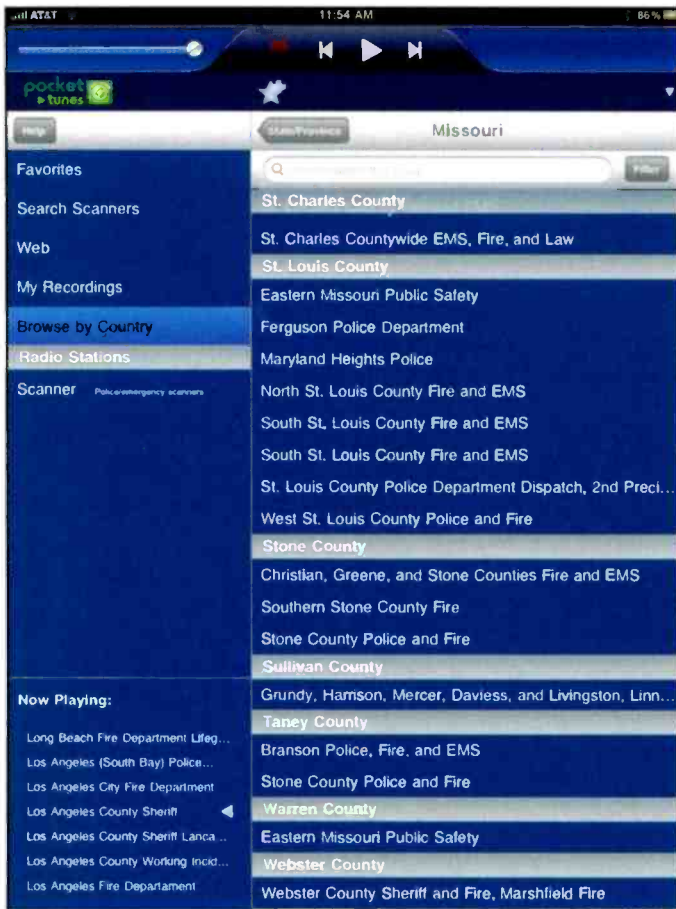 AT&T
11:54 AM
86%
pocket
tunes
Help
State/Province
Missouri
Filter
Favorites
Search Scanners
Web
My Recordings
Browse by Country
Radio Stations
Scanner Police/emergency scanners
St. Charles County
St. Charles Countywide EMS, Fire, and Law
St. Louis County
Eastern Missouri Public Safety
Ferguson Police Department
Maryland Heights Police
North St. Louis County Fire and EMS
South St. Louis County Fire and EMS
South St. Louis County Fire and EMS
St. Louis County Police Department Dispatch, 2nd Preci...
West St. Louis County Police and Fire
Stone County
Christian, Greene, and Stone Counties Fire and EMS
Southern Stone County Fire
Stone County Police and Fire
Sullivan County
Grundy, Harrison, Mercer, Daviess, and Livingston, Linn...
Taney County
Branson Police, Fire, and EMS
Stone County Police and Fire
Warren County
Eastern Missouri Public Safety
Webster County
Webster County Sheriff and Fire, Marshfield Fire
Now Playing:
Long Beach Fire Department Lifeg...
Los Angeles (South Bay) Police...
Los Angeles City Fire Department
Los Angeles County Sheriff
Los Angeles County Sheriff Lanca...
Los Angeles County Working Incid...
Los Angeles Fire Departament